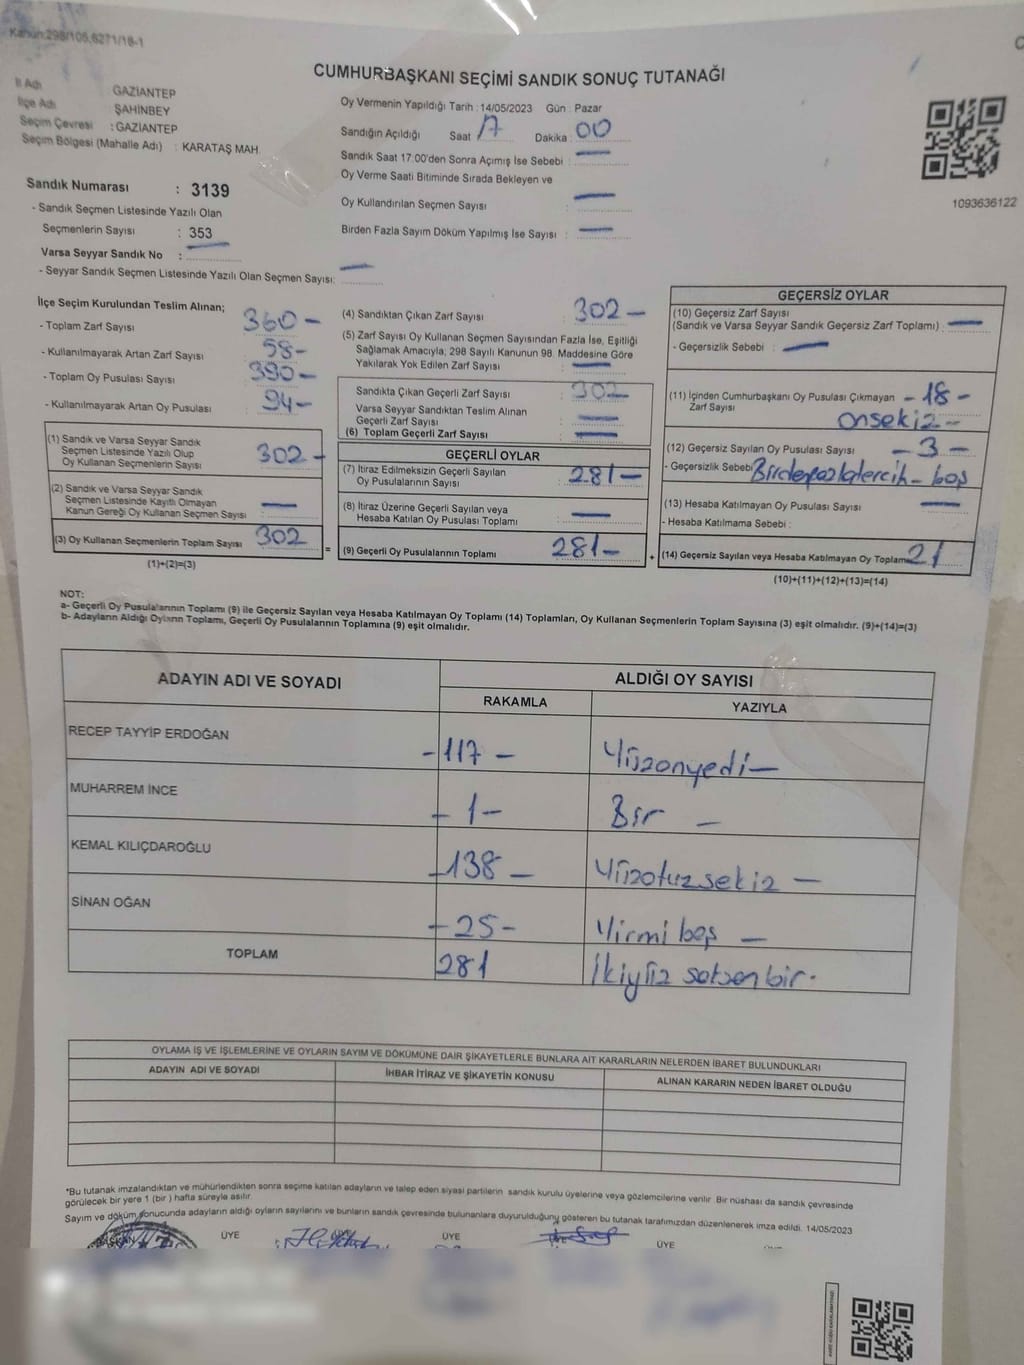 Kanun:298/105,6271/18-1
CUMHURBAŞKANI SEÇİMİ SANDIK SONUÇ TUTANAĞI
İl Adı GAZİANTEP
İlçe Adı ŞAHİNBEY
Seçim Çevresi : GAZİANTEP
Seçim Bölgesi (Mahalle Adı) : KARATAŞ MAH.
Sandık Numarası : 3139
- Sandık Seçmen Listesinde Yazılı Olan
Seçmenlerin Sayısı : 353
Varsa Seyyar Sandık No :
- Seyyar Sandık Seçmen Listesinde Yazılı Olan Seçmen Sayısı:
Oy Vermenin Yapıldığı Tarih : 14/05/2023 Gün : Pazar
Sandığın Açıldığı Saat 17 Dakika : 00
Sandık Saat 17:00'den Sonra Açımış İse Sebebi :
Oy Verme Saati Bitiminde Sırada Bekleyen ve
Oy Kullandırılan Seçmen Sayısı :
Birden Fazla Sayım Döküm Yapılmış İse Sayısı :
1093636122
İlçe Seçim Kurulundan Teslim Alınan;
- Toplam Zarf Sayısı 360-
- Kullanılmayarak Artan Zarf Sayısı : 58-
- Toplam Oy Pusulası Sayısı : 390-
- Kullanılmayarak Artan Oy Pusulası : 94-
(1) Sandık ve Varsa Seyyar Sandık
Seçmen Listesinde Yazılı Olup
Oy Kullanan Seçmenlerin Sayısı 302-
(2) Sandık ve Varsa Seyyar Sandık
Seçmen Listesinde Kayıtlı Olmayan
Kanun Gereği Oy Kullanan Seçmen Sayısı :
(3) Oy Kullanan Seçmenlerin Toplam Sayısı 302
(1)+(2)=(3)
=
(4) Sandıktan Çıkan Zarf Sayısı : 302-
(5) Zarf Sayısı Oy Kullanan Seçmen Sayısından Fazla İse, Eşitliği
Sağlamak Amacıyla; 298 Sayılı Kanunun 98. Maddesine Göre
Yakılarak Yok Edilen Zarf Sayısı :
Sandıkta Çıkan Geçerli Zarf Sayısı : 302
Varsa Seyyar Sandıktan Teslim Alınan
Geçerli Zarf Sayısı :
(6) Toplam Geçerli Zarf Sayısı :
GEÇERLİ OYLAR
(7) İtiraz Edilmeksizin Geçerli Sayılan
Oy Pusulalarının Sayısı : 281-
(8) İtiraz Üzerine Geçerli Sayılan veya
Hesaba Katılan Oy Pusulası Toplamı :
(9) Geçerli Oy Pusulalarının Toplamı 281-
+
GEÇERSİZ OYLAR
(10) Geçersiz Zarf Sayısı
(Sandık ve Varsa Seyyar Sandık Geçersiz Zarf Toplamı) :
- Geçersizlik Sebebi :
(11) İçinden Cumhurbaşkanı Oy Pusulası Çıkmayan - 18 -
Zarf Sayısı onsekiz-
(12) Geçersiz Sayılan Oy Pusulası Sayısı - 3 -
- Geçersizlik Sebebi Birdenfazlatercih - boş
(13) Hesaba Katılmayan Oy Pusulası Sayısı
- Hesaba Katılmama Sebebi :
(14) Geçersiz Sayılan veya Hesaba Katılmayan Oy Toplam 21
(10)+(11)+(12)+(13)=(14)
NOT:
a- Geçerli Oy Pusulalarının Toplamı (9) ile Geçersiz Sayılan veya Hesaba Katılmayan Oy Toplamı (14) Toplamları, Oy Kullanan Seçmenlerin Toplam Sayısına (3) eşit olmalıdır. (9)+(14)=(3)
b- Adayların Aldığı Oyların Toplamı, Geçerli Oy Pusulalarının Toplamına (9) eşit olmalıdır.
ADAYIN ADI VE SOYADI ALDIĞI OY SAYISI
RAKAMLA YAZIYLA
RECEP TAYYİP ERDOĞAN -117- Yüzonyedi-
MUHARREM İNCE - 1 - Bir -
KEMAL KILIÇDAROĞLU -138- Yüzotuzsekiz -
SİNAN OĞAN - 25- Yirmi beş -
TOPLAM 281 İkiyüz seksenbir.
OYLAMA İŞ VE İŞLEMLERİNE VE OYLARIN SAYIM VE DÖKÜMÜNE DAİR ŞİKAYETLERLE BUNLARA AİT KARARLARIN NELERDEN İBARET BULUNDUKLARI
ADAYIN ADI VE SOYADI İHBAR İTİRAZ VE ŞİKAYETİN KONUSU ALINAN KARARIN NEDEN İBARET OLDUĞU
*Bu tutanak imzalandıktan ve mühürlendikten sonra seçime katılan adayların ve talep eden siyasi partilerin sandık kurulu üyelerine veya gözlemcilerine verilir. Bir nüshası da sandık çevresinde
görülecek bir yere 1 (bir) hafta süreyle asılır.
Sayım ve döküm sonucunda adayların aldığı oyların sayılarını ve bunların sandık çevresinde bulunanlara duyurulduğunu gösteren bu tutanak tarafımızdan düzenlenerek imza edildi. 14/05/2023
BAŞKAN ÜYE ÜYE ÜYE ÜYE